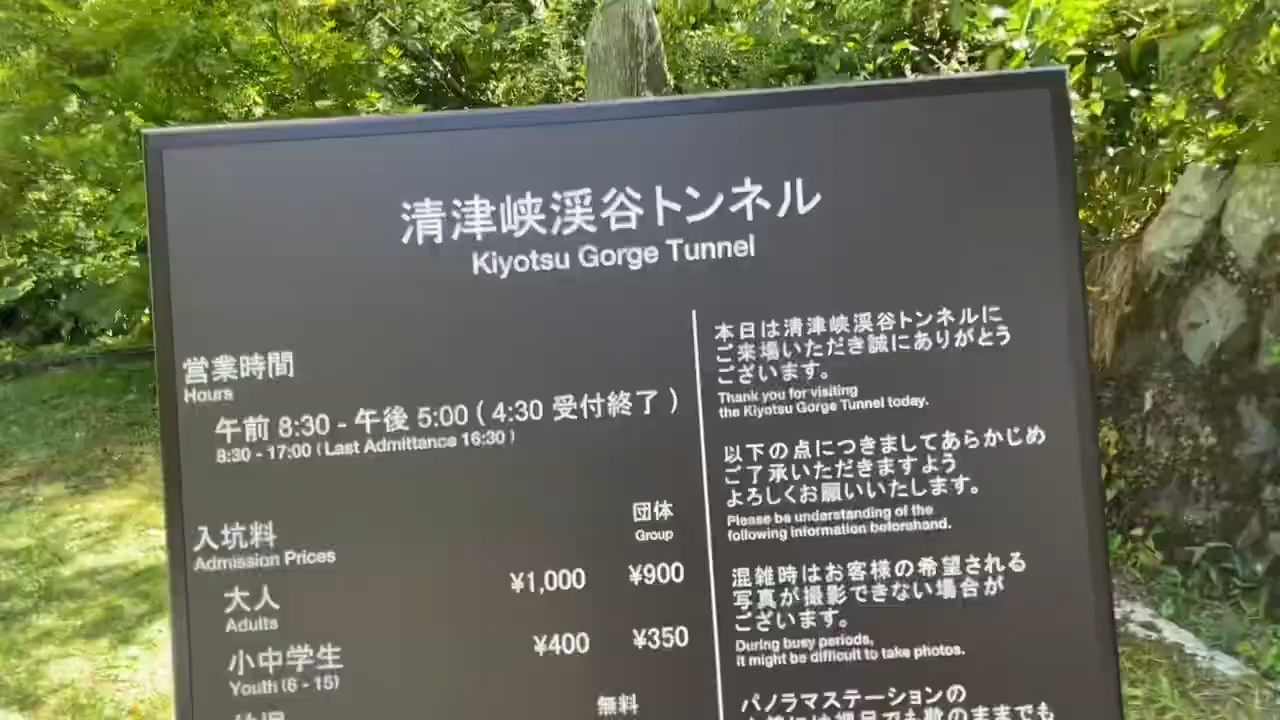 清津峡渓谷トンネル
Kiyotsu Gorge Tunnel
営業時間
Hours
午前 8:30 - 午後 5:00 ( 4:30 受付終了 )
8:30 - 17:00 ( Last Admittance 16:30 )
団体
Group
入坑料
Admission Prices
大人 ¥1,000 ¥900
Adults
小中学生 ¥400 ¥350
Youth (6 - 15)
無料
本日は清津峡渓谷トンネルに
ご来場いただき誠にありがとう
ございます。
Thank you for visiting
the Kiyotsu Gorge Tunnel today.
以下の点につきましてあらかじめ
ご了承いただきますよう
よろしくお願いいたします。
Please be understanding of the
following information beforehand.
混雑時はお客様の希望される
写真が撮影できない場合が
ございます。
During busy periods,
it might be difficult to take photos.
パノラマステーションの